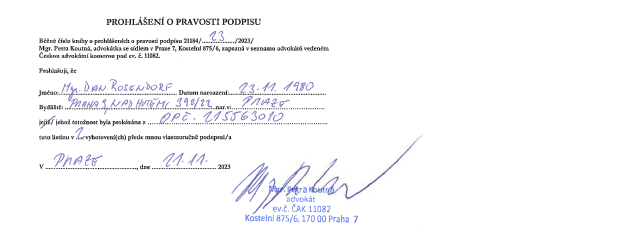 PROHLÁŠENÍ O PRAVOSTI PODPISU
Běžné číslo knihy o prohlášeních o pravosti podpisu 21184/...23.../2023/
Mgr. Petra Koutná, advokátka se sídlem v Praze 7, Kostelní 875/6, zapsaná v seznamu advokátů vedeném
Českou advokátní komorou pod ev. č. 11082.
Prohlašuji, že
Jméno: Mgr. DAN ROSENDORF Datum narození: 23.11.1980
Bydliště: PRAHA 9, NAD HUTĚMI 392/22 nar. v: PRAZE
jejíž/ jehož totožnost byla prokázána z OPČ. 215563010
tuto listinu v 2 vyhotovení(ch) přede mnou vlastnoručně podepsal/a
V PRAZE, dne 21.11. 2023
Mgr. Petra Koutná
advokát
ev.č. ČAK 11082
Kostelní 875/6, 170 00 Praha 7